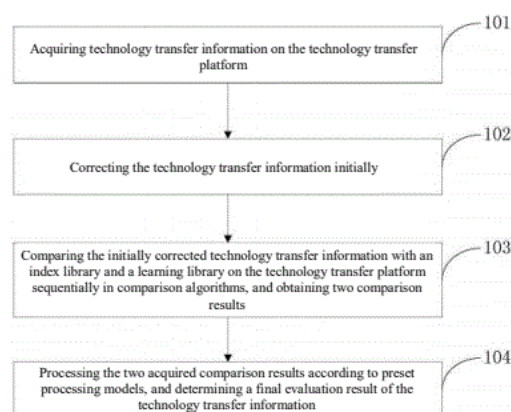 101
Acquiring technology transfer information on the technology transfer
platform
102
Correcting the technology transfer information initially
103
Comparing the initially corrected technology transfer information with an
index library and a learning library on the technology transfer platform
sequentially in comparison algorithms, and obtaining two comparison
results
104
Processing the two acquired comparison results according to preset
processing models, and determining a final evaluation result of the
technology transfer information